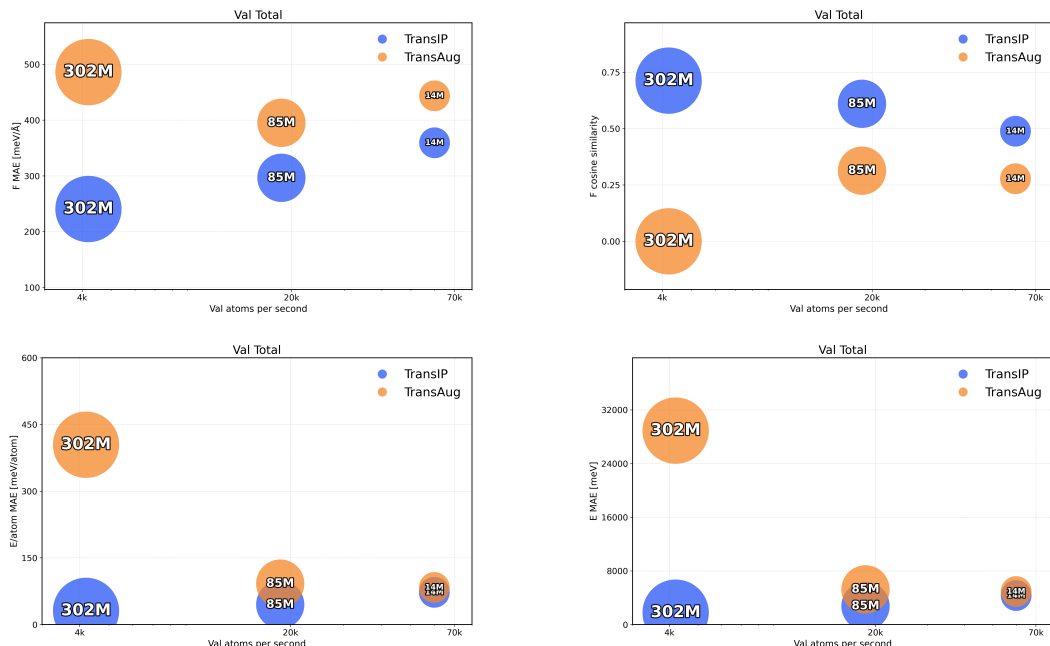 Val Total
TransIP
TransAug
500
400
300
200
100
F MAE [meV/Å]
302M
302M
85M
85M
14M
14M
4k
20k
70k
Val atoms per second
Val Total
TransIP
TransAug
0.75
0.50
0.25
0.00
F cosine similarity
302M
302M
85M
85M
14M
14M
4k
20k
70k
Val atoms per second
Val Total
TransIP
TransAug
600
450
300
150
0
E/atom MAE [meV/atom]
302M
302M
85M
85M
14M
14M
4k
20k
70k
Val atoms per second
Val Total
TransIP
TransAug
32000
24000
16000
8000
0
E MAE [meV]
302M
302M
85M
85M
14M
14M
4k
20k
70k
Val atoms per second